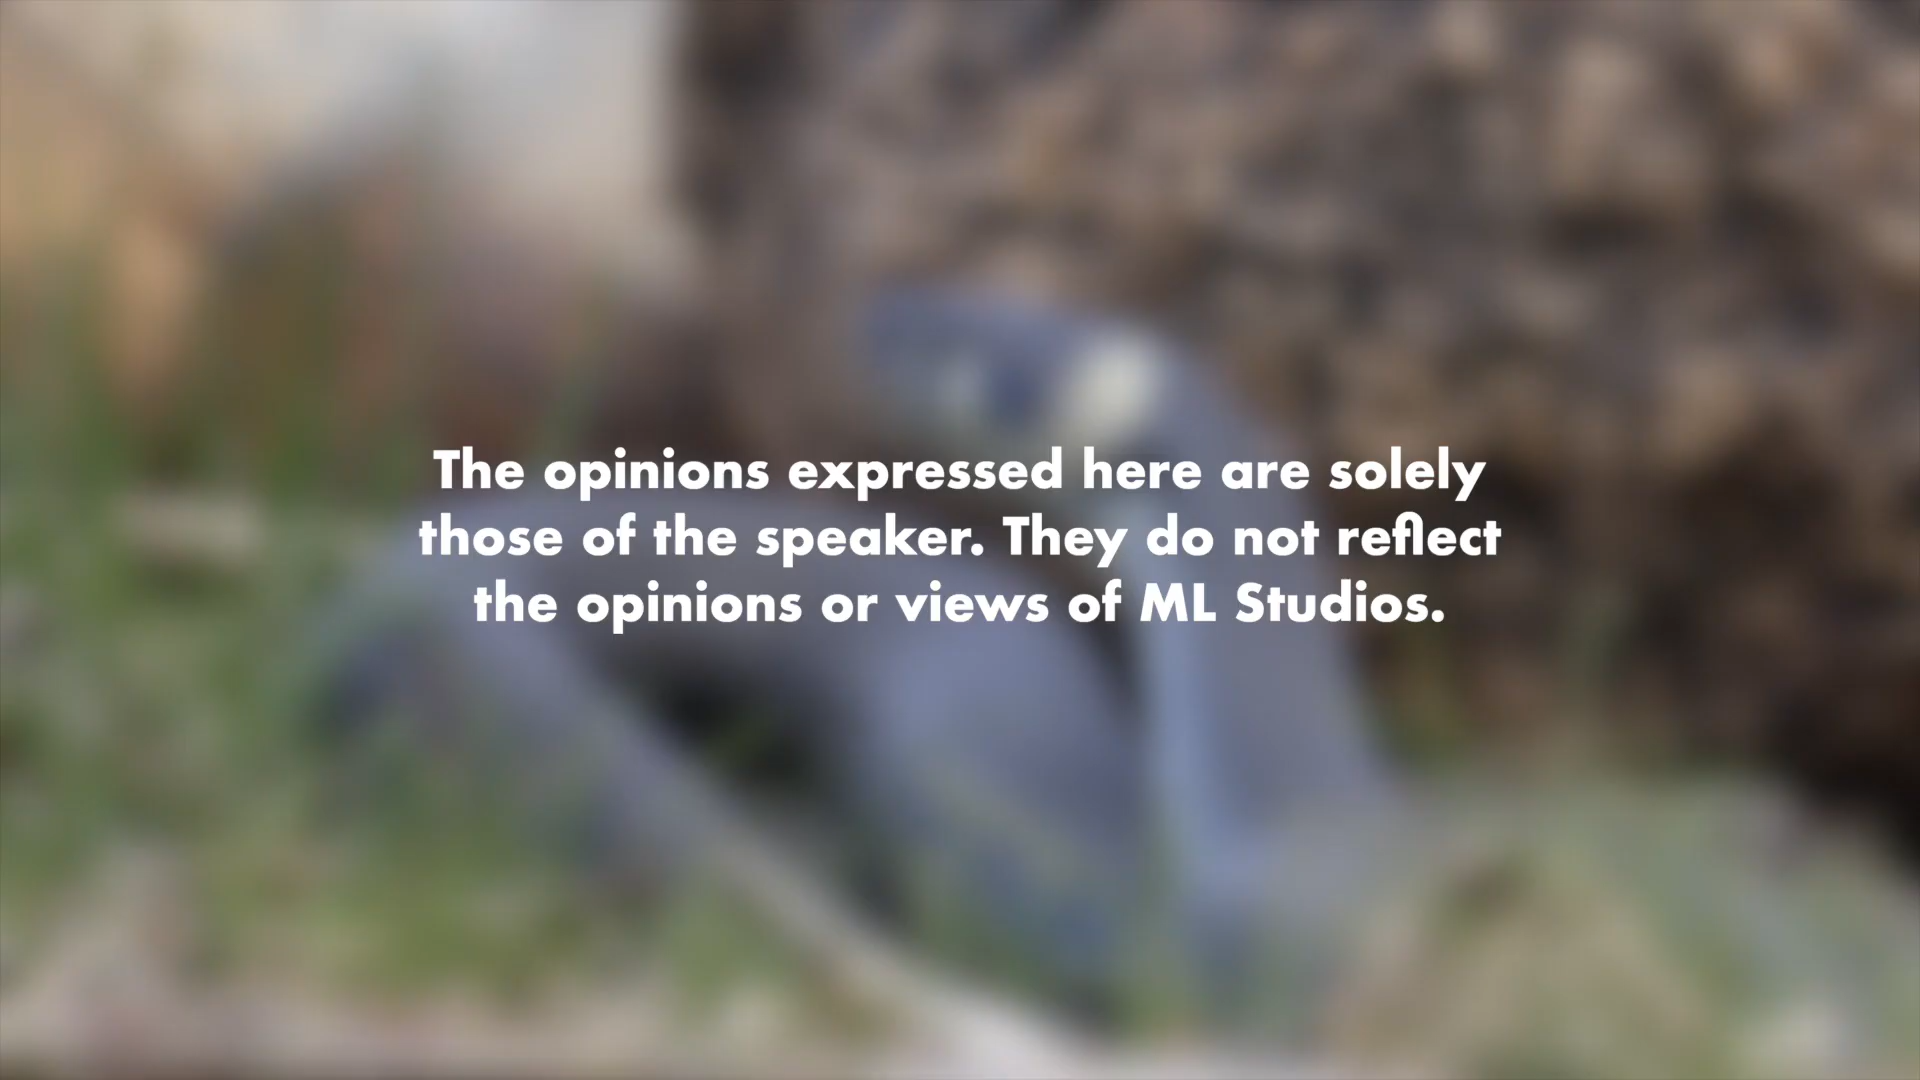 The opinions expressed here are solely
those of the speaker. They do not reflect
the opinions or views of ML Studios.